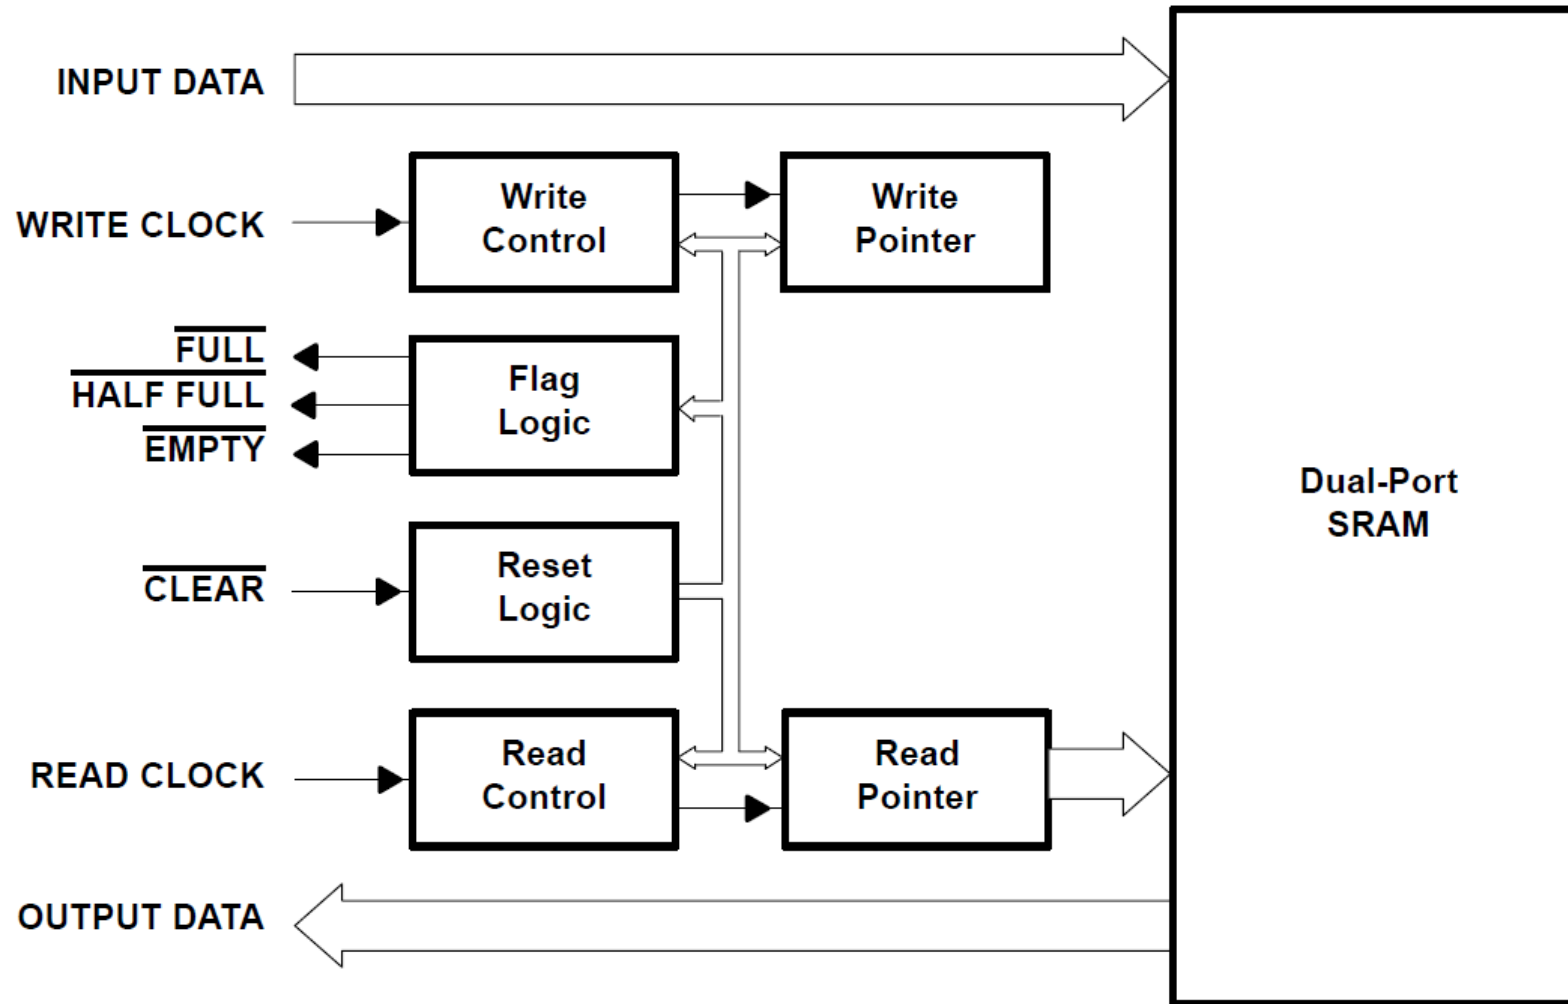 INPUT DATA
WRITE CLOCK
Write
Control
Write
Pointer
FULL
HALF FULL
EMPTY
Flag
Logic
CLEAR
Reset
Logic
READ CLOCK
Read
Control
Read
Pointer
OUTPUT DATA
Dual-Port
SRAM